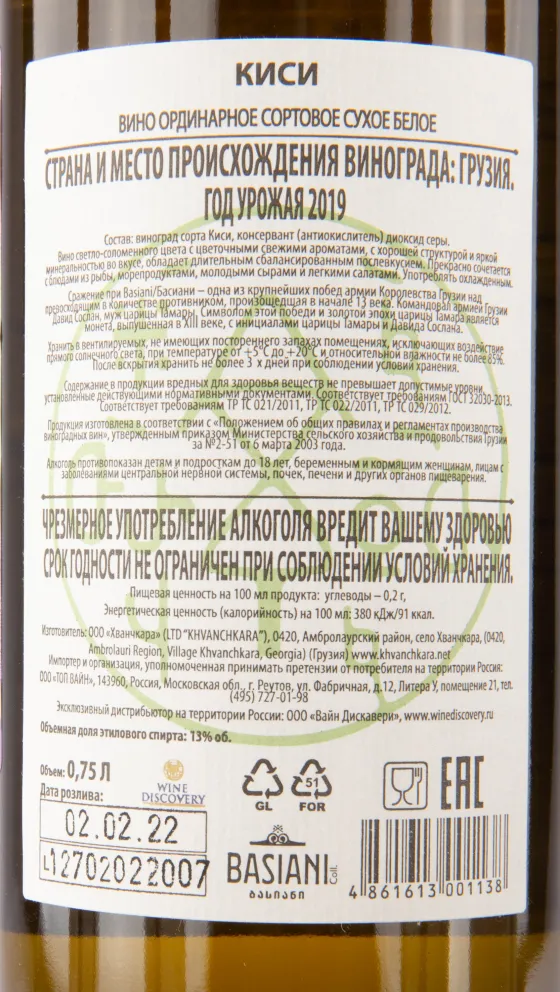 КИСИ
ВИНО ОРДИНАРНОЕ СОРТОВОЕ СУХОЕ БЕЛОЕ
СТРАНА И МЕСТО ПРОИСХОЖДЕНИЯ ВИНОГРАДА: ГРУЗИЯ.
ГОД УРОЖАЯ 2019
Состав: виноград сорта Киси, консервант (антиокислитель) диоксид серы.
Вино светло-соломенного цвета с цветочными свежими ароматами, с хорошей структурой и яркой
минеральностью во вкусе, обладает длительным сбалансированным послевкусием. Прекрасно сочетается
с блюдами из рыбы, морепродуктами, молодыми сырами и легкими салатами. Употреблять охлажденным.
Сражение при Basiani/Басиани – одна из крупнейших побед армии Королевства Грузии над
превосходящим в количестве противником, произошедшая в начале 13 века. Командовал армией Грузии
Давид Сослан, муж царицы Тамары. Символом этой победы и золотой эпохи царицы Тамары является
монета, выпушенная в XIII веке, с инициалами царицы Тамары и Давида Сослана.
Хранить в вентилируемых, не имеющих постороннего запахах помещениях, исключающих воздействие
прямого солнечного света, при температуре от +5°C до +20°C и относительной влажности не более 85%.
После вскрытия хранить не более 3 х дней при соблюдении условий хранения.
Содержание в продукции вредных для здоровья веществ не превышает допустимые уровни,
установленные действующими нормативными документами. Соответствует требованиям ГОСТ 32030-2013.
Соответствует требованиям ТР ТС 021/2011, ТР ТС 022/2011, ТР ТС 029/2012.
Продукция изготовлена в соответствии с «Положением об общих правилах и регламентах производства
виноградных вин», утвержденным приказом Министерства сельского хозяйства и продовольствия Грузии
за №2-51 от 6 марта 2003 года.
Алкоголь противопоказан детям и подросткам до 18 лет, беременным и кормящим женщинам, лицам с
заболеваниями центральной нервной системы, почек, печени и других органов пищеварения.
ЧРЕЗМЕРНОЕ УПОТРЕБЛЕНИЕ АЛКОГОЛЯ ВРЕДИТ ВАШЕМУ ЗДОРОВЬЮ
СРОК ГОДНОСТИ НЕ ОГРАНИЧЕН ПРИ СОБЛЮДЕНИИ УСЛОВИЙ ХРАНЕНИЯ.
Пищевая ценность на 100 мл продукта: углеводы – 0,2 г,
Энергетическая ценность (калорийность) на 100 мл: 380 кДж/91 ккал.
Изготовитель: ООО «Хванчкара» (LTD "KHVANCHKARA"), 0420, Амбролаурский район, село Хванчкара, (0420,
Ambrolauri Region, Village Khvanchkara, Georgia) (Грузия) www.khvanchkara.net
Импортер и организация, уполномоченная принимать претензии от потребителя на территории Россия:
ООО «ТОП ВАЙН», 143960, Россия, Московская обл., г. Реутов, ул. Фабричная, д.12, Литера У, помещение 21, тел.
(495) 727-01-98
Эксклюзивный дистрибьютор на территории России: ООО «Вайн Дискавери», www.winediscovery.ru
Объемная доля этилового спирта: 13% об.
Объем: 0,75 Л
Дата розлива:
02.02.22
L12702022007
WINE
DISCOVERY
GL
51
FOR
BASIANI
Coll.
ᲑᲐᲡᲘᲐᲜᲘ
EAC
4 861613 001138